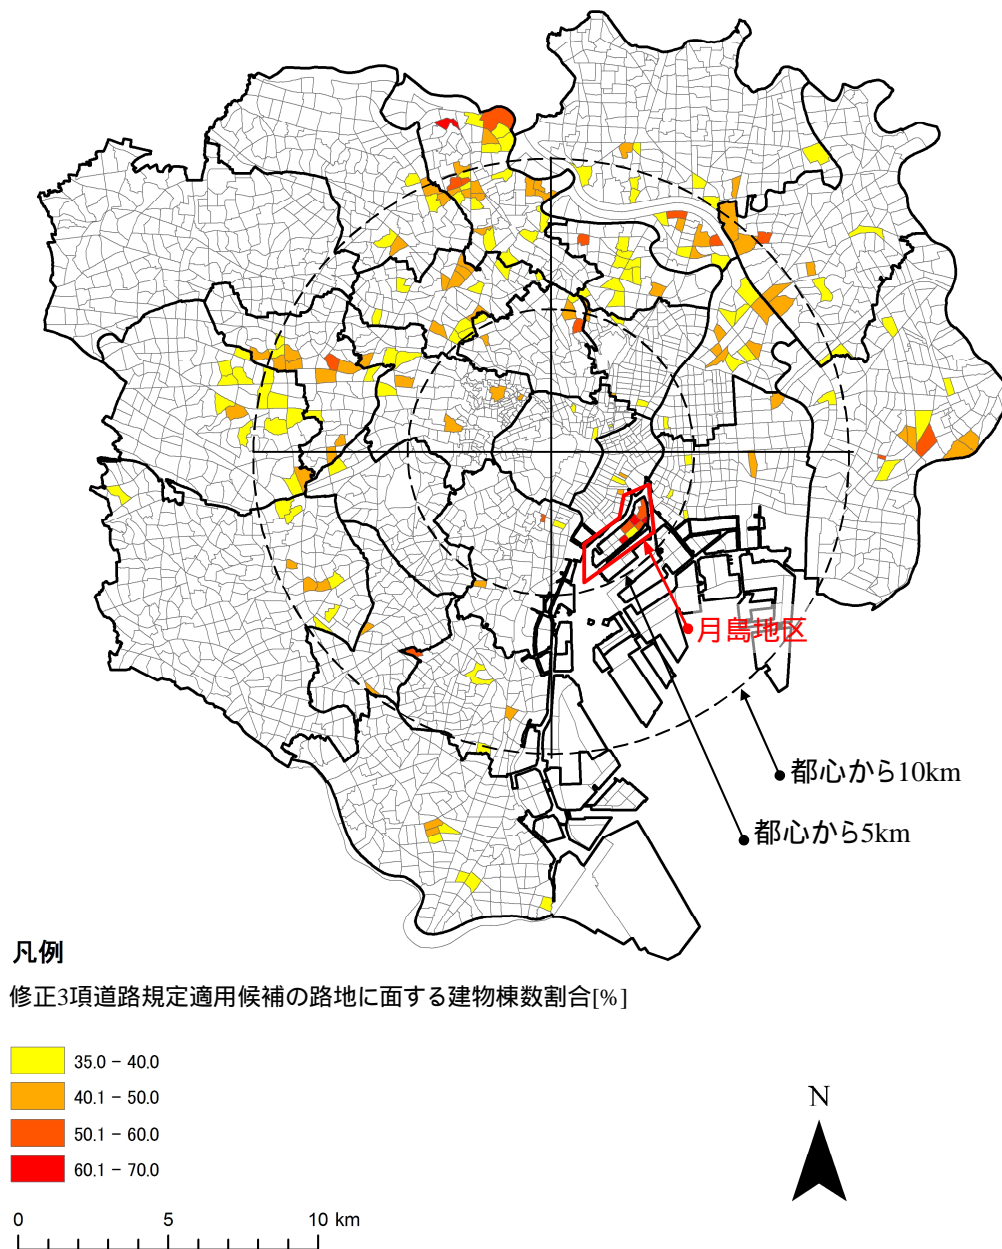 月島地区
都心から10km
都心から5km
凡例
修正3項道路規定適用候補の路地に面する建物棟数割合[%]
35.0 - 40.0
40.1 - 50.0
50.1 - 60.0
60.1 - 70.0
N
0 5 10 km